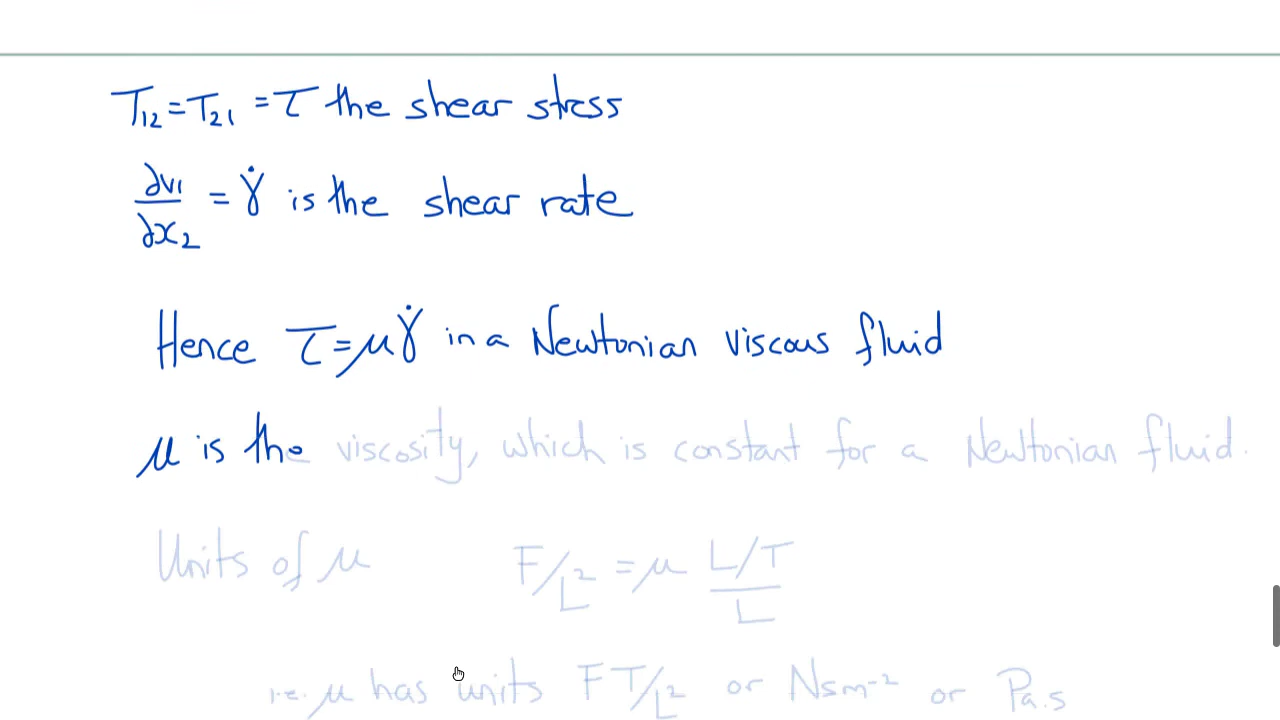 T₁₂ = T₂₁ = τ the shear stress
∂v₁/∂x₂ = γ̇ is the shear rate
Hence τ = μγ̇ in a Newtonian viscous fluid
μ is the viscosity, which is constant for a Newtonian fluid.
Units of μ F/L² = μ (L/T)/L
i.e. μ has units FT/L² or Nsm⁻² or Pa.s